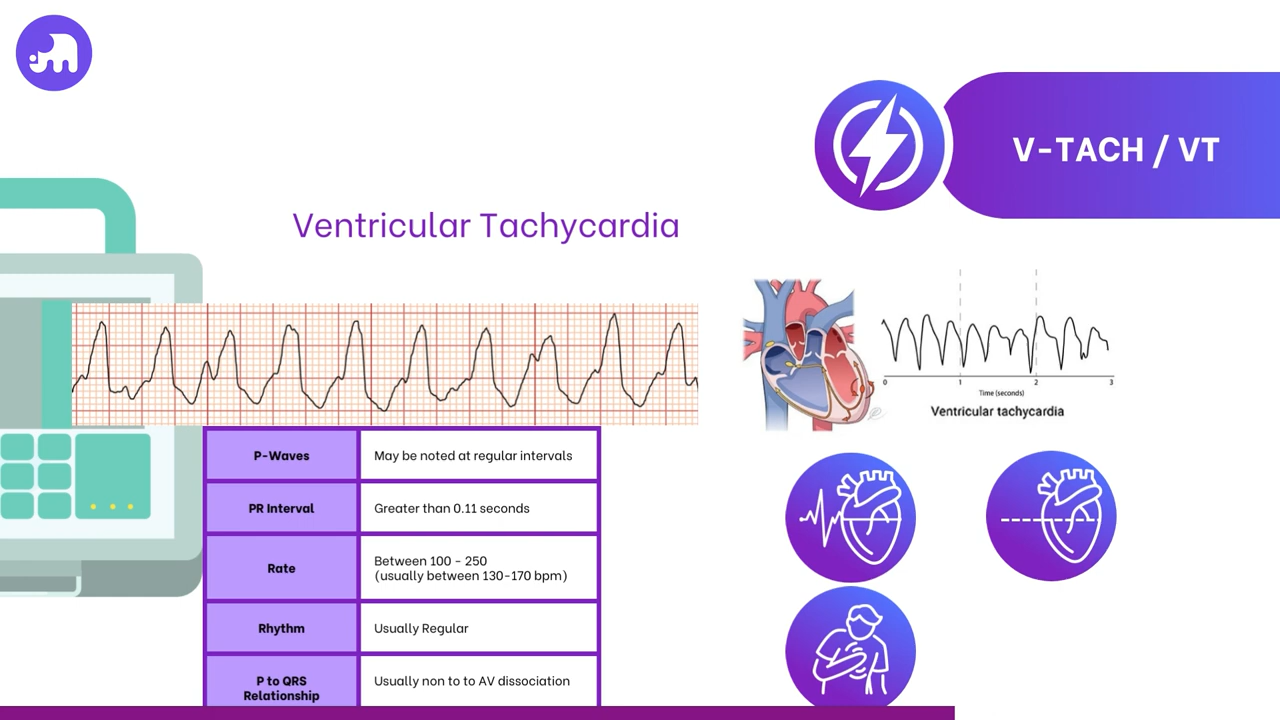 V-TACH / VT
Ventricular Tachycardia
0
1
2
3
Time (seconds)
Ventricular tachycardia
P-Waves
May be noted at regular intervals
PR Interval
Greater than 0.11 seconds
Rate
Between 100 - 250
(usually between 130-170 bpm)
Rhythm
Usually Regular
P to QRS
Relationship
Usually non to to AV dissociation